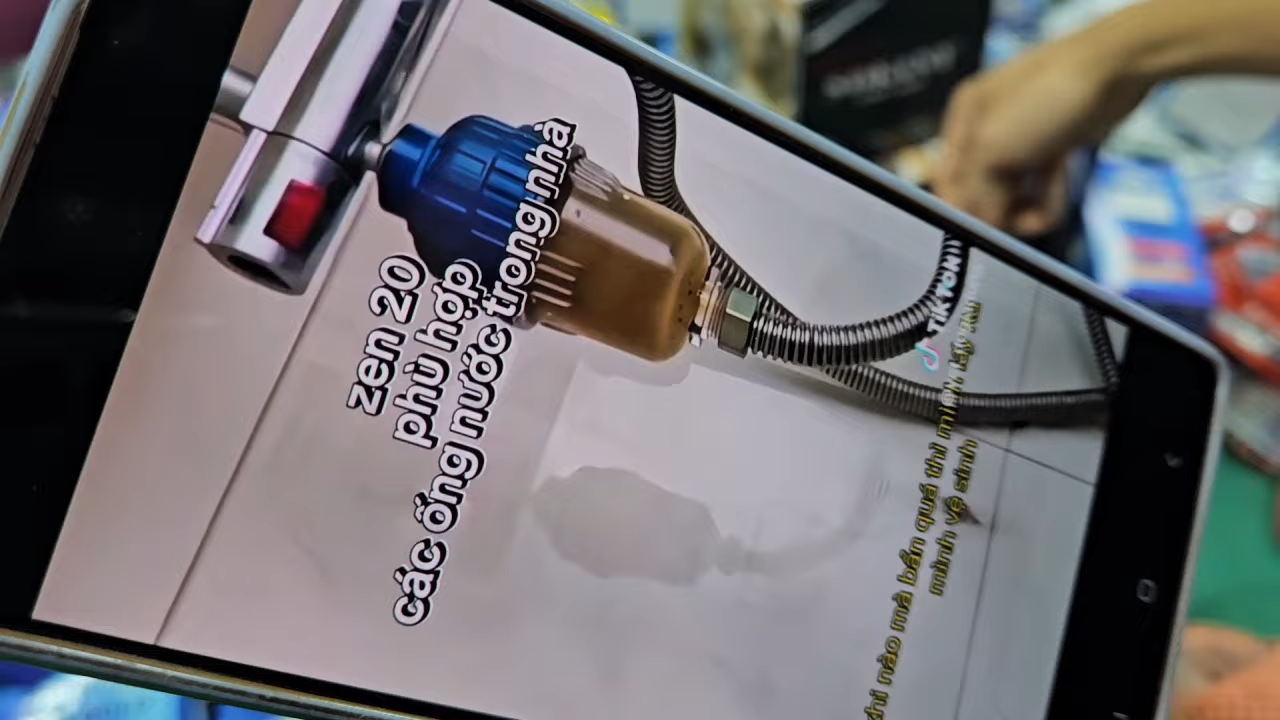 zen 20
phù hợp
các ống nước trong nhà
TIKTOK
khi nào mà bẩn quá thì mình lấy
mình vệ sinh